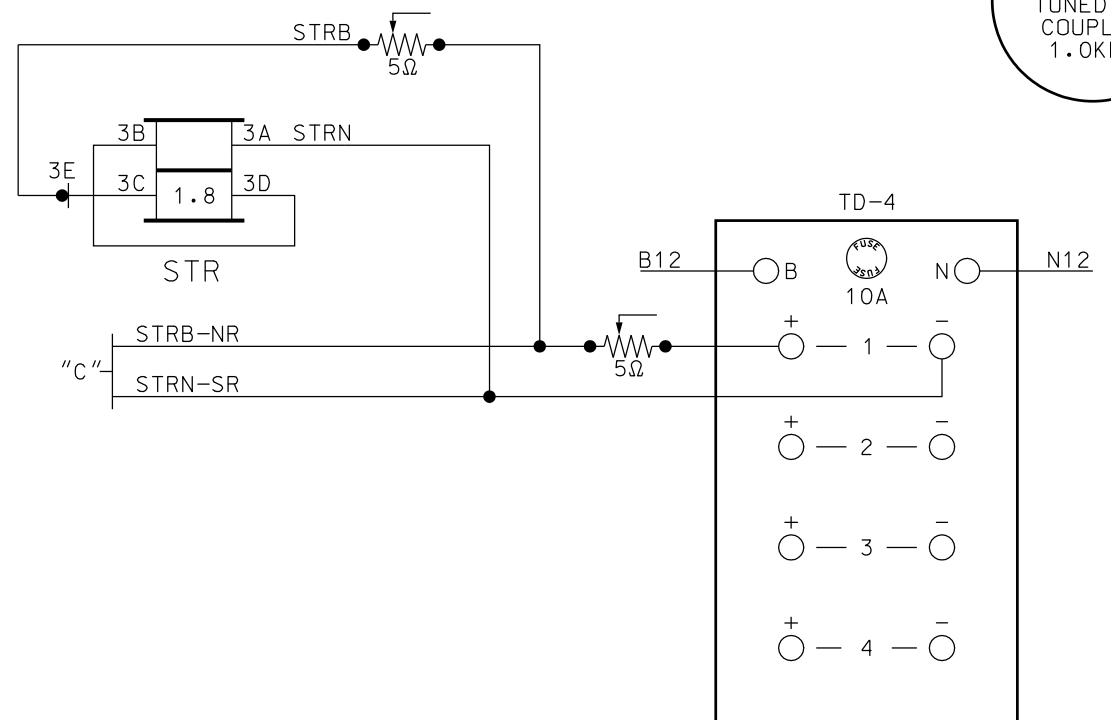 TUNED
COUPL
1.0K
STRB
5Ω
3B
3A STRN
3E
3C
1.8
3D
STR
TD-4
B12
B
FUSE
FUSE
10A
N
N12
STRB-NR
5Ω
+ — 1 — −
"C"
STRN-SR
+ — 2 — −
+ — 3 — −
+ — 4 — −